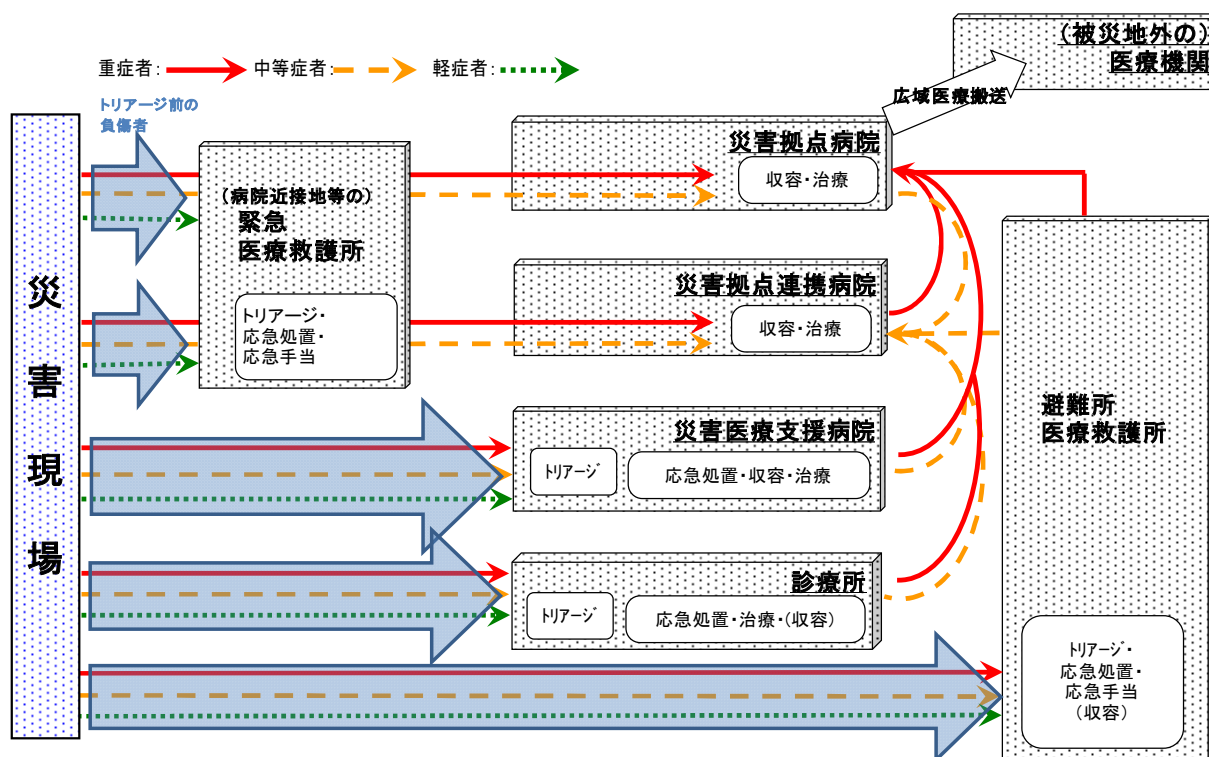 (被災地外の)
医療機関
重症者:
中等症者:
軽症者:
広域医療搬送
トリアージ前の
負傷者
災害現場
(病院近接地等の)
緊急
医療救護所
トリアージ・
応急処置・
応急手当
災害拠点病院
収容・治療
災害拠点連携病院
収容・治療
災害医療支援病院
トリアージ
応急処置・収容・治療
診療所
トリアージ
応急処置・治療・(収容)
避難所
医療救護所
トリアージ・
応急処置・
応急手当
(収容)